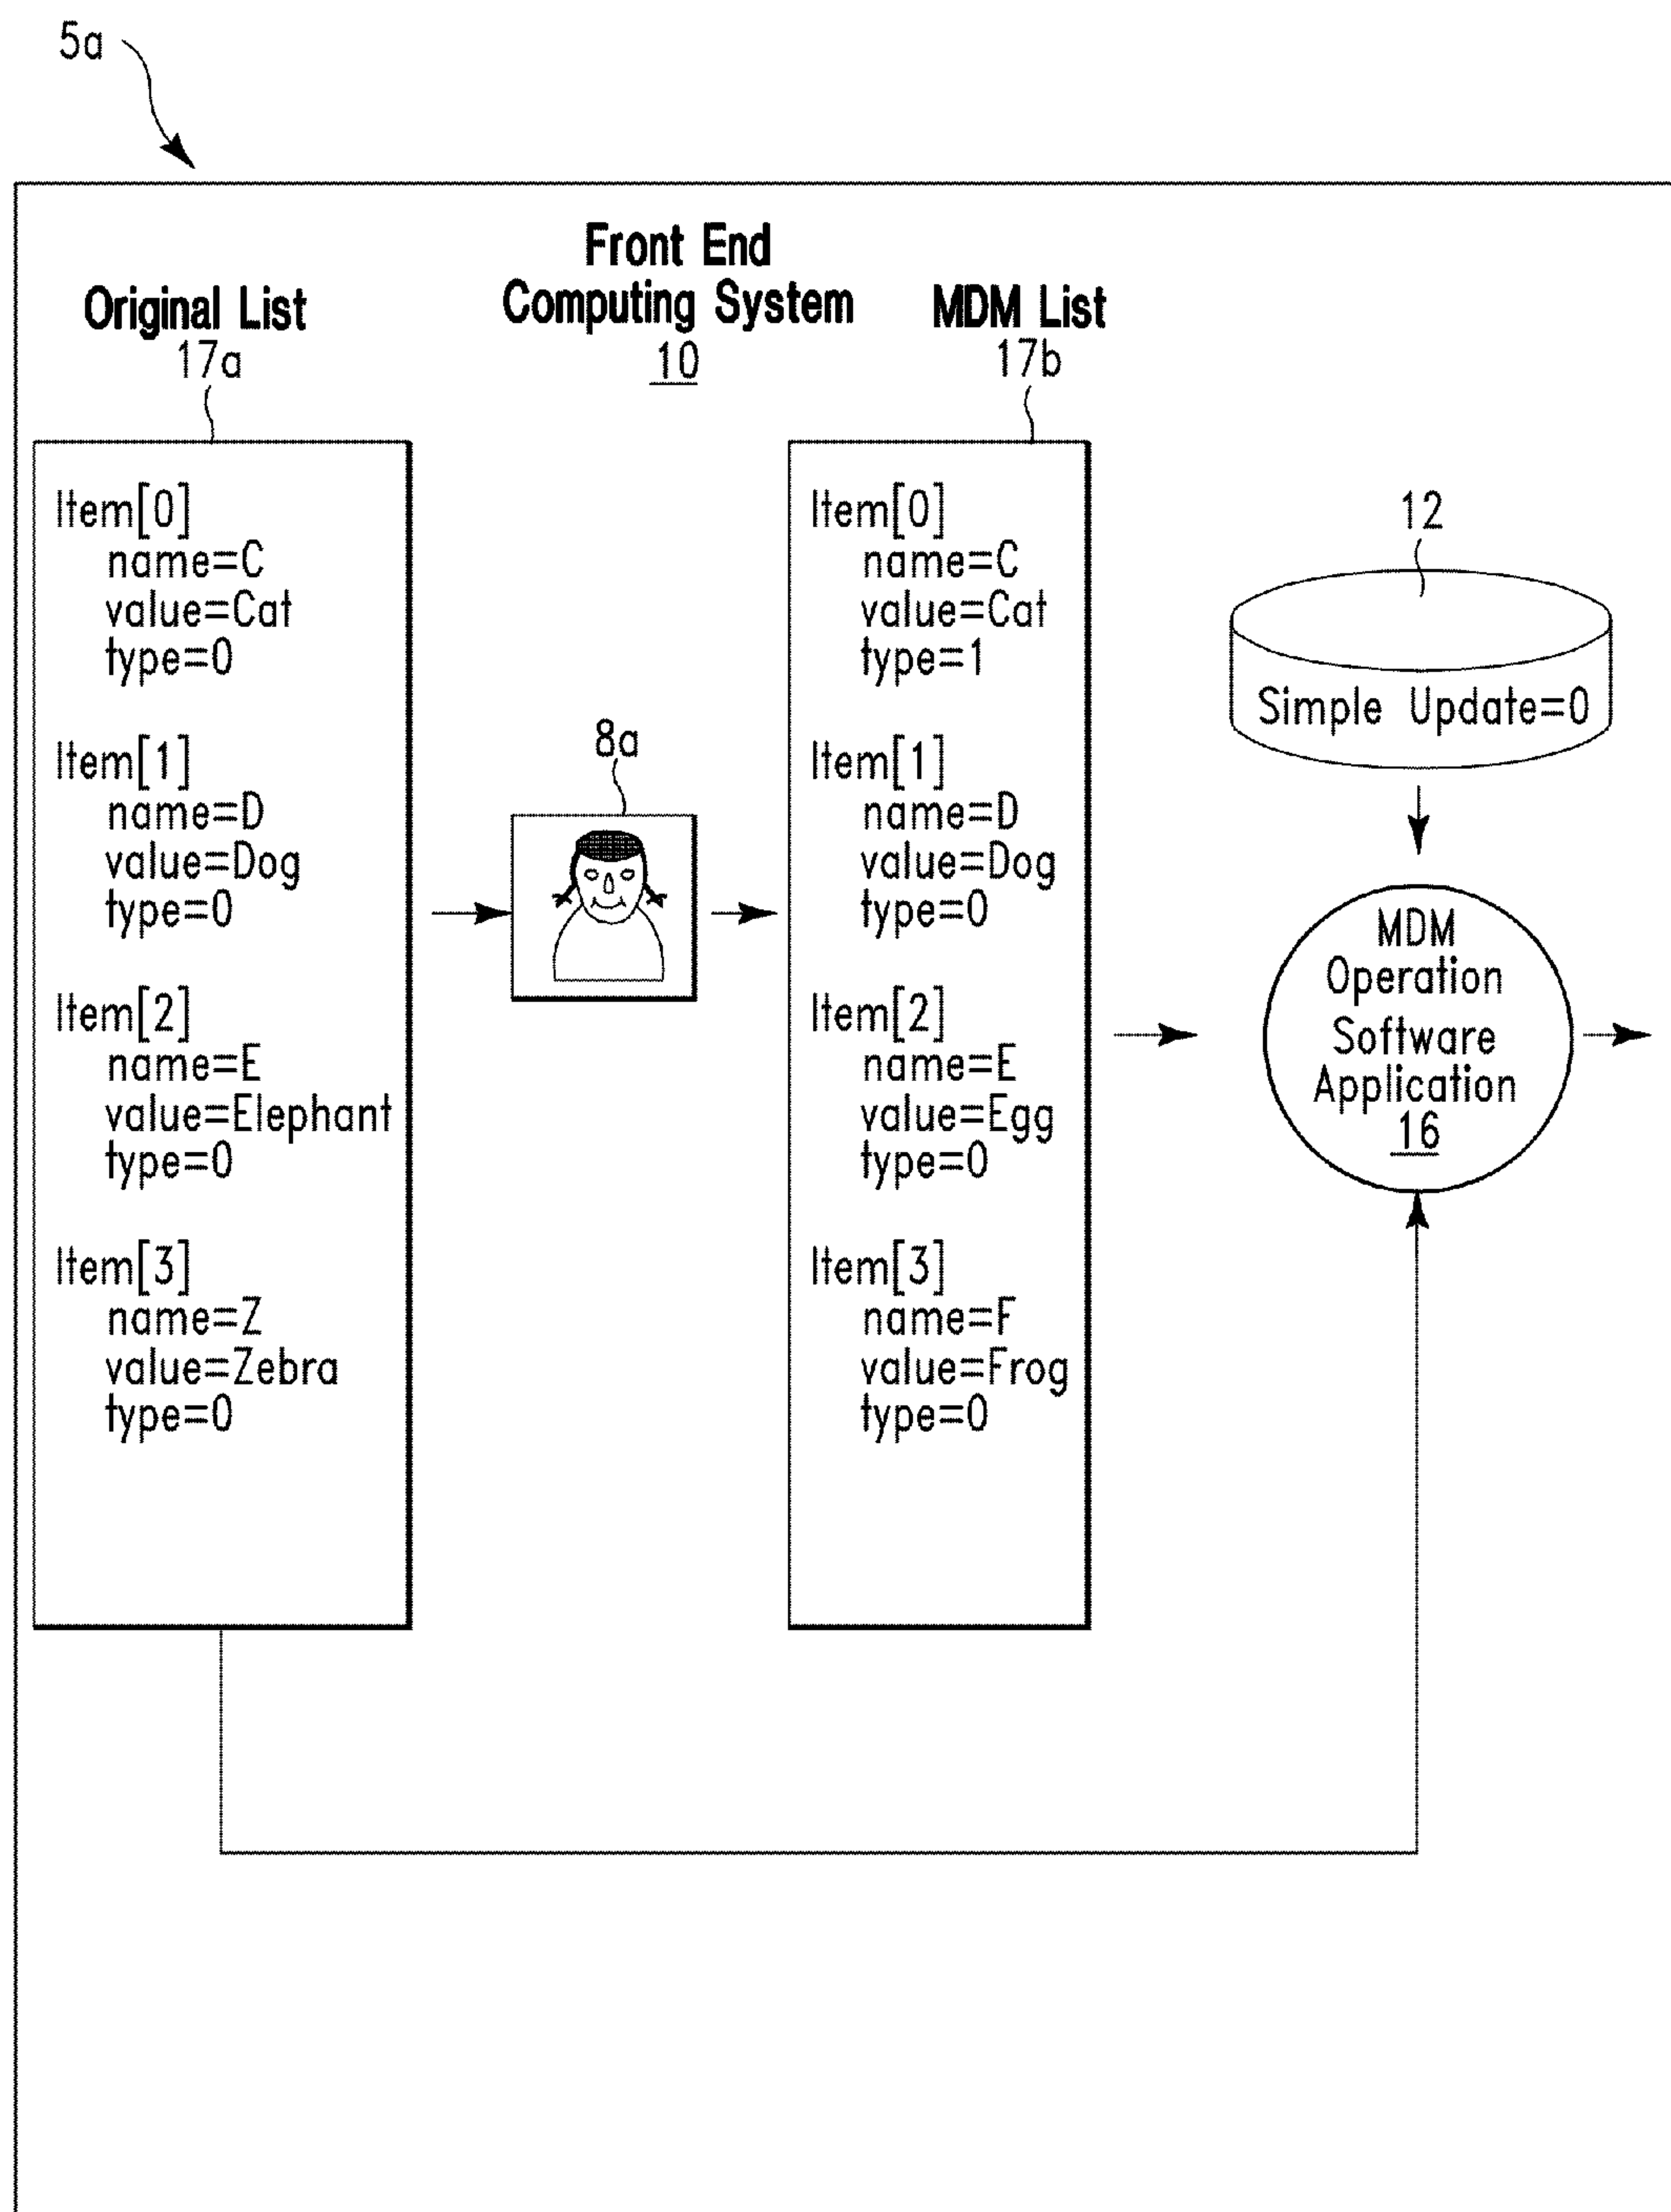 5a
Front End
Computing System
10
Original List
17a
MDM List
17b
Item[0]
name=C
value=Cat
type=0
Item[1]
name=D
value=Dog
type=0
Item[2]
name=E
value=Elephant
type=0
Item[3]
name=Z
value=Zebra
type=0
8a
Item[0]
name=C
value=Cat
type=1
Item[1]
name=D
value=Dog
type=0
Item[2]
name=E
value=Egg
type=0
Item[3]
name=F
value=Frog
type=0
12
Simple Update=0
MDM
Operation
Software
Application
16